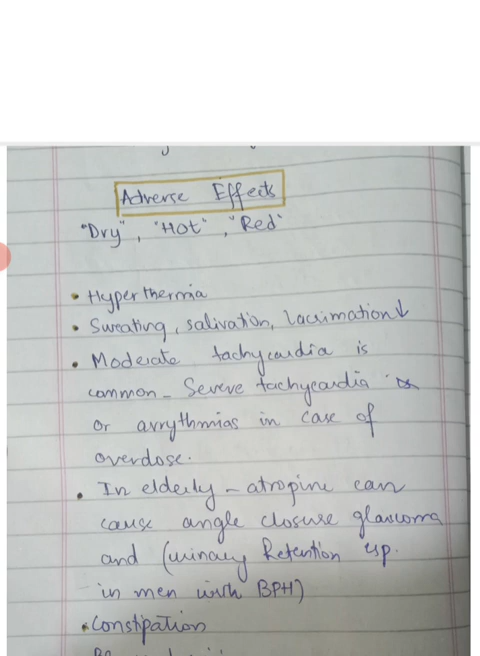 Adverse Effects
"Dry", "Hot", "Red"
• Hyperthermia
• Sweating, salivation, lacrimation↓
• Moderate tachycardia is
common - Severe tachycardia
or arrythmias in case of
overdose.
• In elderly - atropine can
cause angle closure glaucoma
and (urinary Retention esp.
in men with BPH)
• Constipation